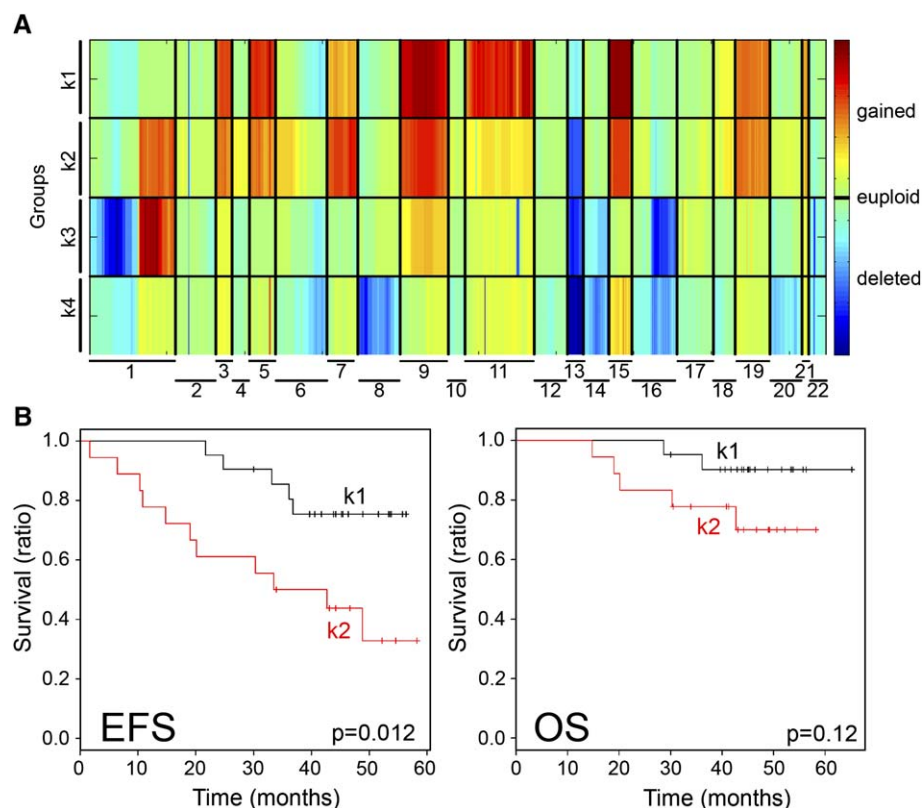 A
Groups
k1
k2
k3
k4
gained
euploid
deleted
1 3 5 7 9 11 13 15 17 19 21
2 4 6 8 10 12 14 16 18 20 22
B
Survival (ratio)
1.0
0.8
0.6
0.4
0.2
0.0
k1
k2
EFS
p=0.012
0 10 20 30 40 50 60
Time (months)
Survival (ratio)
1.0
0.8
0.6
0.4
0.2
0.0
k1
k2
OS
p=0.12
0 10 20 30 40 50 60
Time (months)